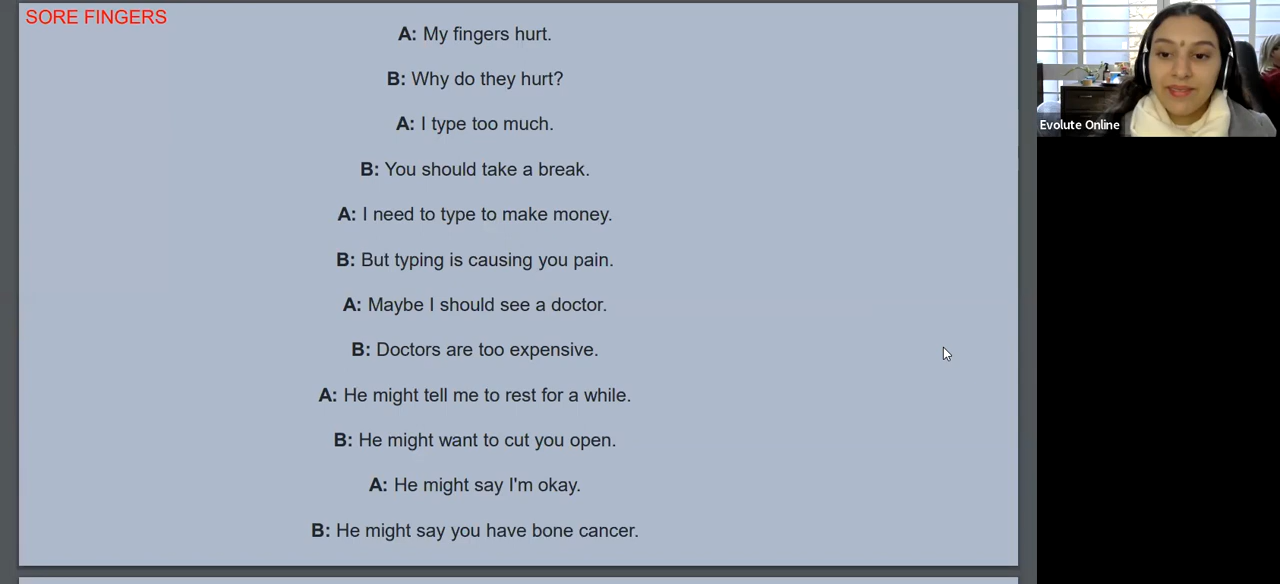 SORE FINGERS
A: My fingers hurt.
B: Why do they hurt?
A: I type too much.
B: You should take a break.
A: I need to type to make money.
B: But typing is causing you pain.
A: Maybe I should see a doctor.
B: Doctors are too expensive.
A: He might tell me to rest for a while.
B: He might want to cut you open.
A: He might say I'm okay.
B: He might say you have bone cancer.
Evolute Online